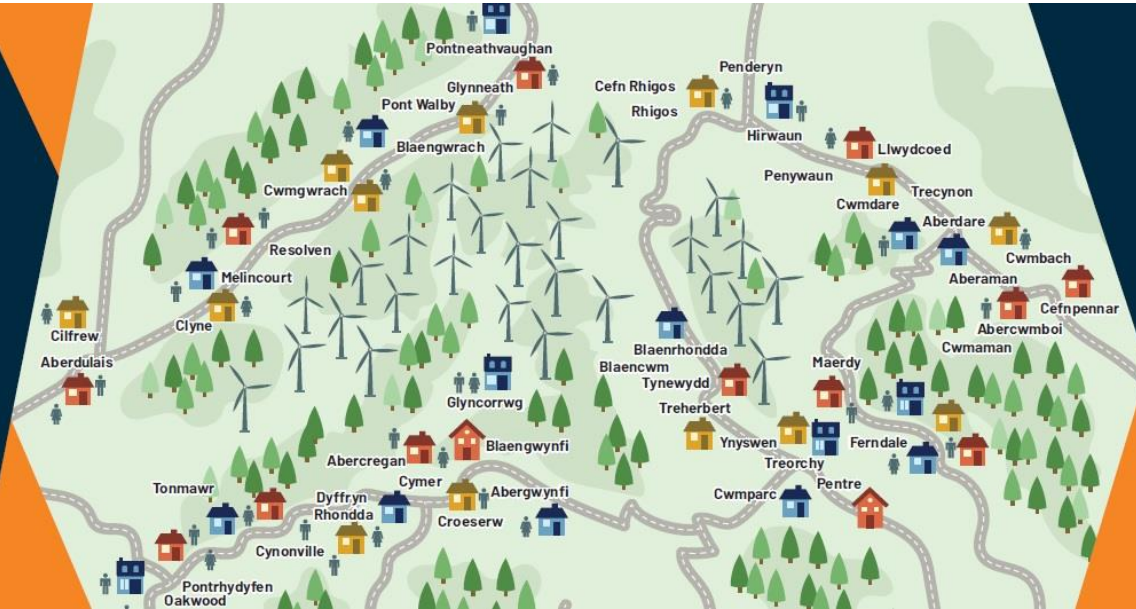 Pontneathvaughan
Glynneath
Pont Walby
Blaengwrach
Cwmgwrach
Resolven
Melincourt
Clyne
Cilfrew
Aberdulais
Cefn Rhigos
Rhigos
Penderyn
Hirwaun
Llwydcoed
Penywaun
Trecynon
Cwmdare
Aberdare
Cwmbach
Aberaman
Cefnpennar
Abercwmboi
Cwmaman
Blaenrhondda
Blaencwm
Tynewydd
Treherbert
Maerdy
Ynyswen
Ferndale
Treorchy
Pentre
Cwmparc
Glyncorrwg
Blaengwynfi
Abercregan
Cymer
Abergwynfi
Croeserw
Tonmawr
Dyffryn
Rhondda
Cynonville
Pontrhydyfen
Oakwood